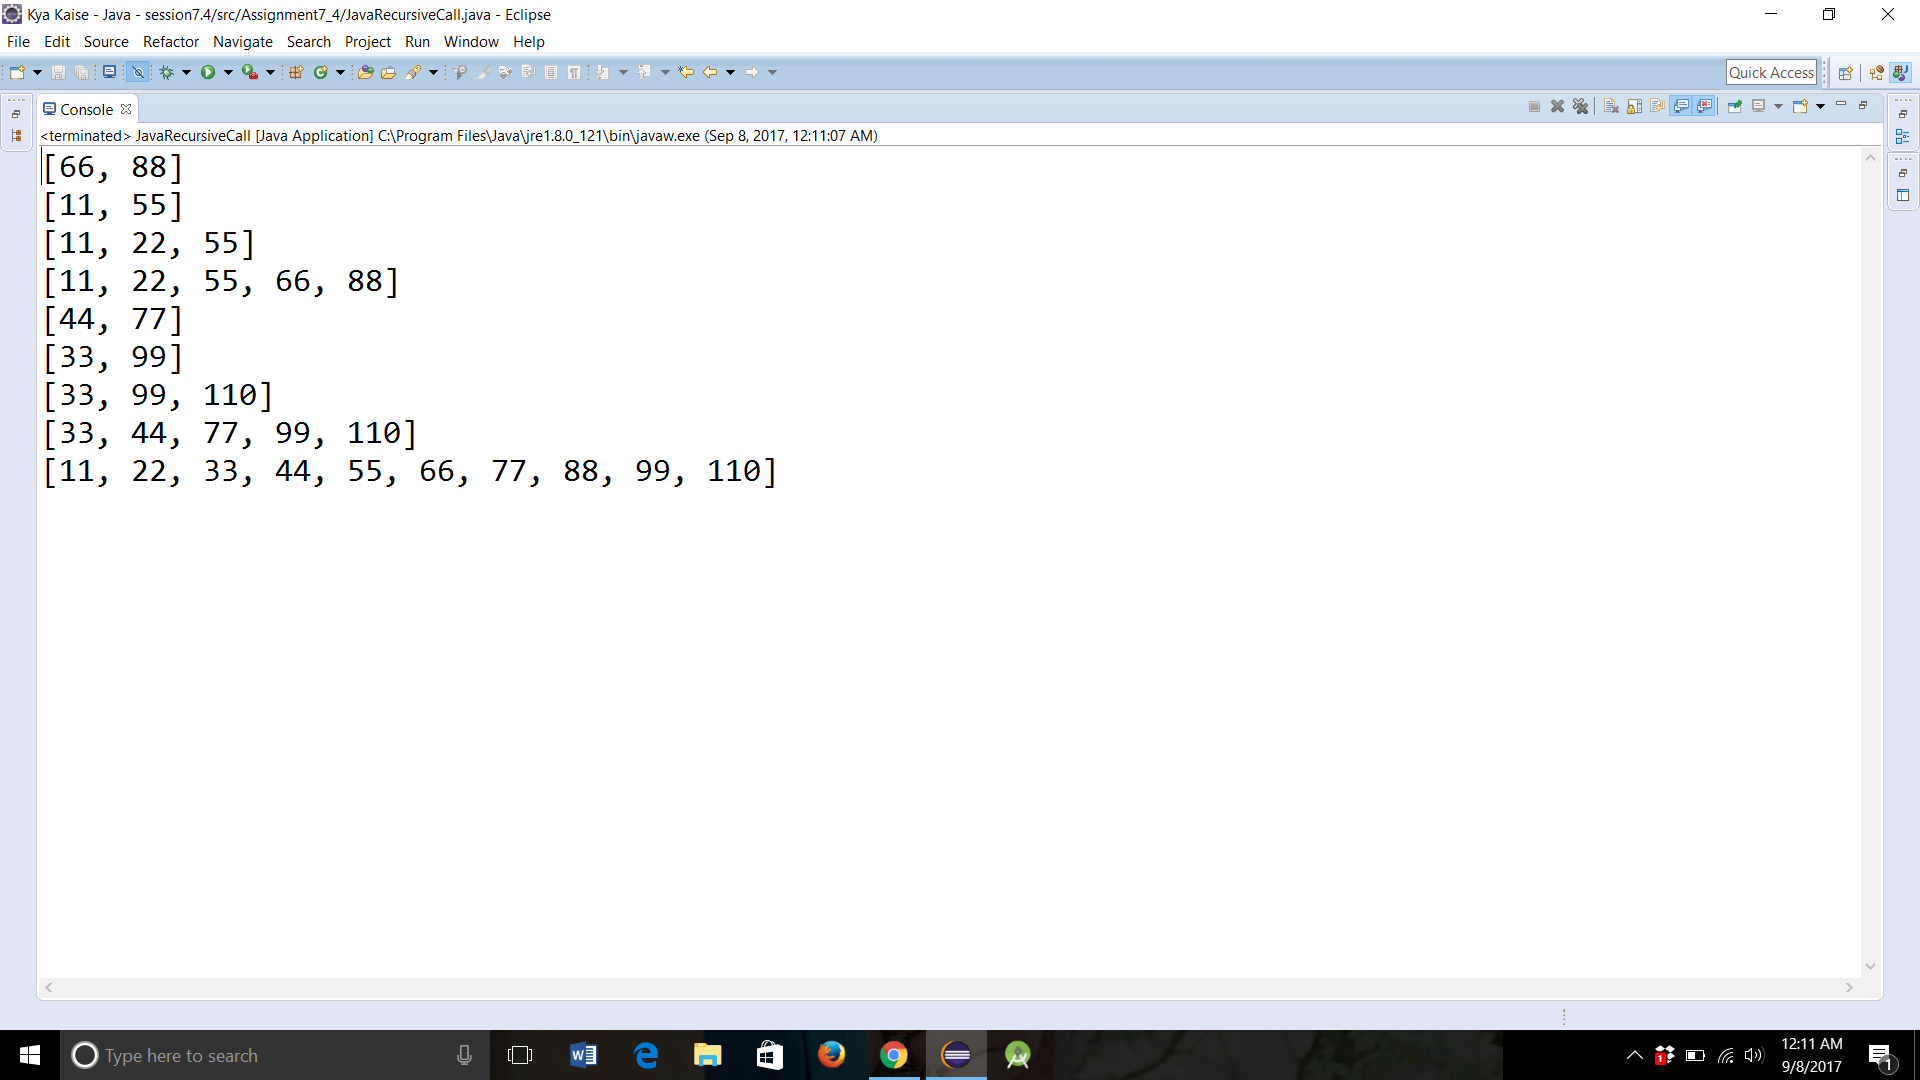 Kya Kaise - Java - session7.4/src/Assignment7_4/JavaRecursiveCall.java - Eclipse
File Edit Source Refactor Navigate Search Project Run Window Help
Quick Access
Console
<terminated> JavaRecursiveCall [Java Application] C:\Program Files\Java\jre1.8.0_121\bin\javaw.exe (Sep 8, 2017, 12:11:07 AM)
[66, 88]
[11, 55]
[11, 22, 55]
[11, 22, 55, 66, 88]
[44, 77]
[33, 99]
[33, 99, 110]
[33, 44, 77, 99, 110]
[11, 22, 33, 44, 55, 66, 77, 88, 99, 110]
Type here to search
12:11 AM
9/8/2017
1
1